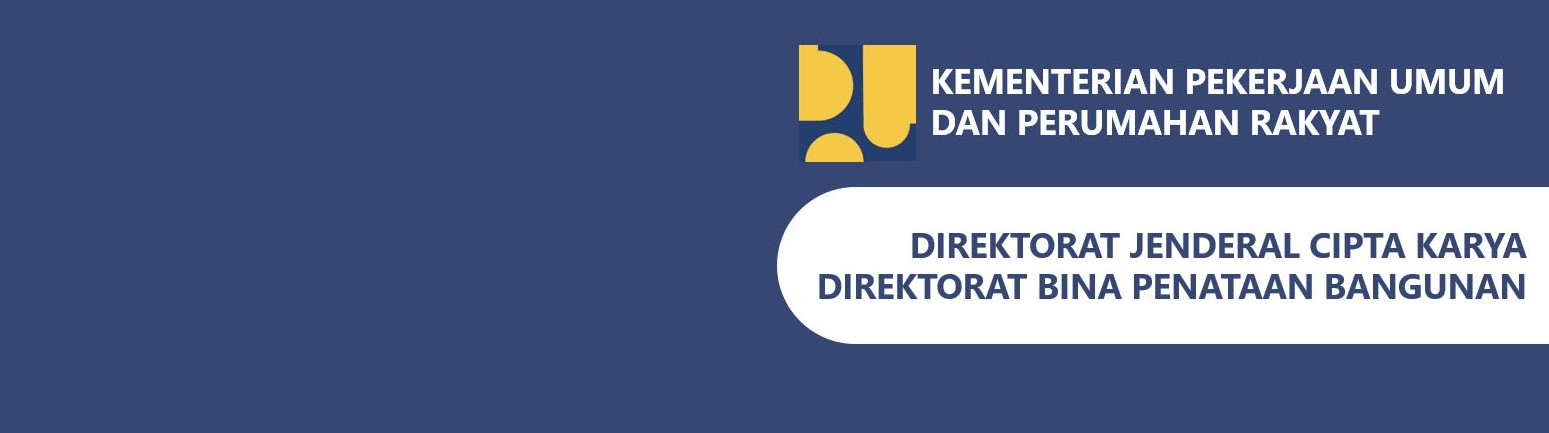 KEMENTERIAN PEKERJAAN UMUM
DAN PERUMAHAN RAKYAT
DIREKTORAT JENDERAL CIPTA KARYA
DIREKTORAT BINA PENATAAN BANGUNAN